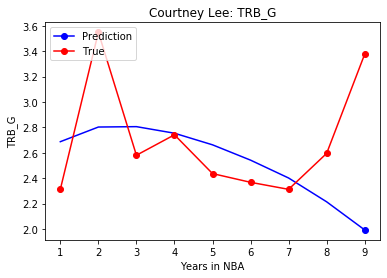 Courtney Lee: TRB_G
Prediction
True
3.6
3.4
3.2
3.0
2.8
2.6
2.4
2.2
2.0
TRB_G
1 2 3 4 5 6 7 8 9
Years in NBA